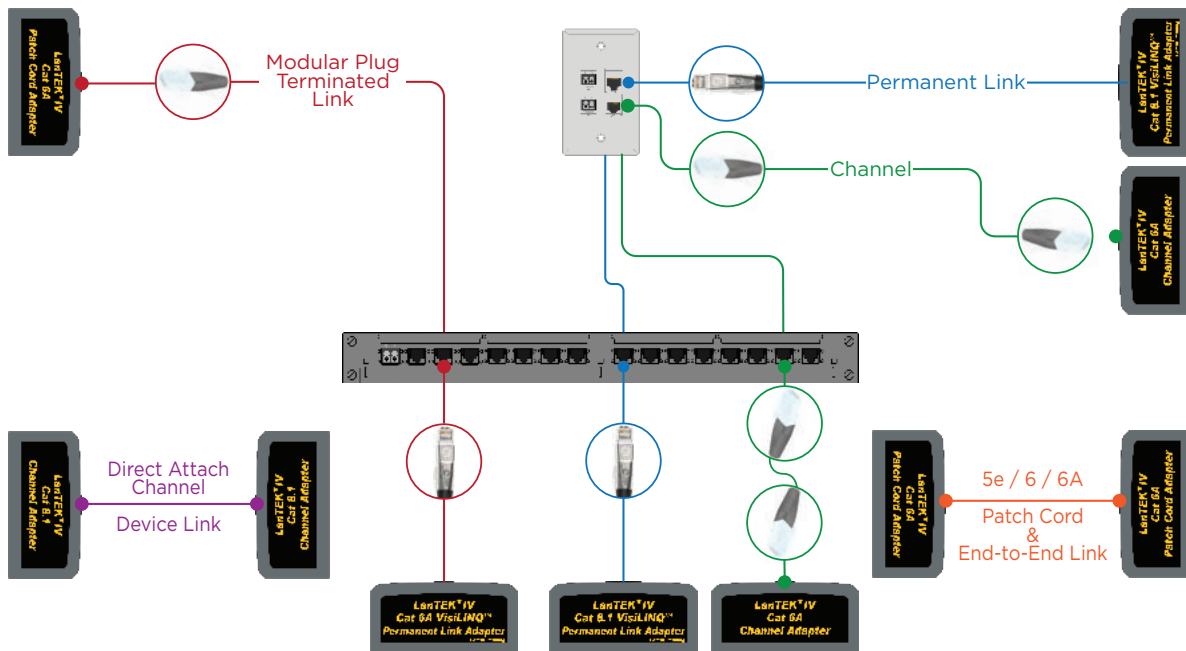 LanTEK®IV
Cat 6A
Patch Cord Adapter
Modular Plug
Terminated
Link
Permanent Link
LanTEK®IV
Cat 8.1 VisiLINQ™
Permanent Link Adapter
Channel
LanTEK®IV
Cat 6A
Channel Adapter
LanTEK®IV
Cat 8.1
Channel Adapter
Direct Attach
Channel
Device Link
LanTEK®IV
Cat 8.1
Channel Adapter
LanTEK®IV
Cat 6A
Patch Cord Adapter
5e / 6 / 6A
Patch Cord
&
End-to-End Link
LanTEK®IV
Cat 6A
Patch Cord Adapter
LanTEK®IV
Cat 6A VisiLINQ™
Permanent Link Adapter
LanTEK®IV
Cat 8.1 VisiLINQ™
Permanent Link Adapter
LanTEK®IV
Cat 6A
Channel Adapter